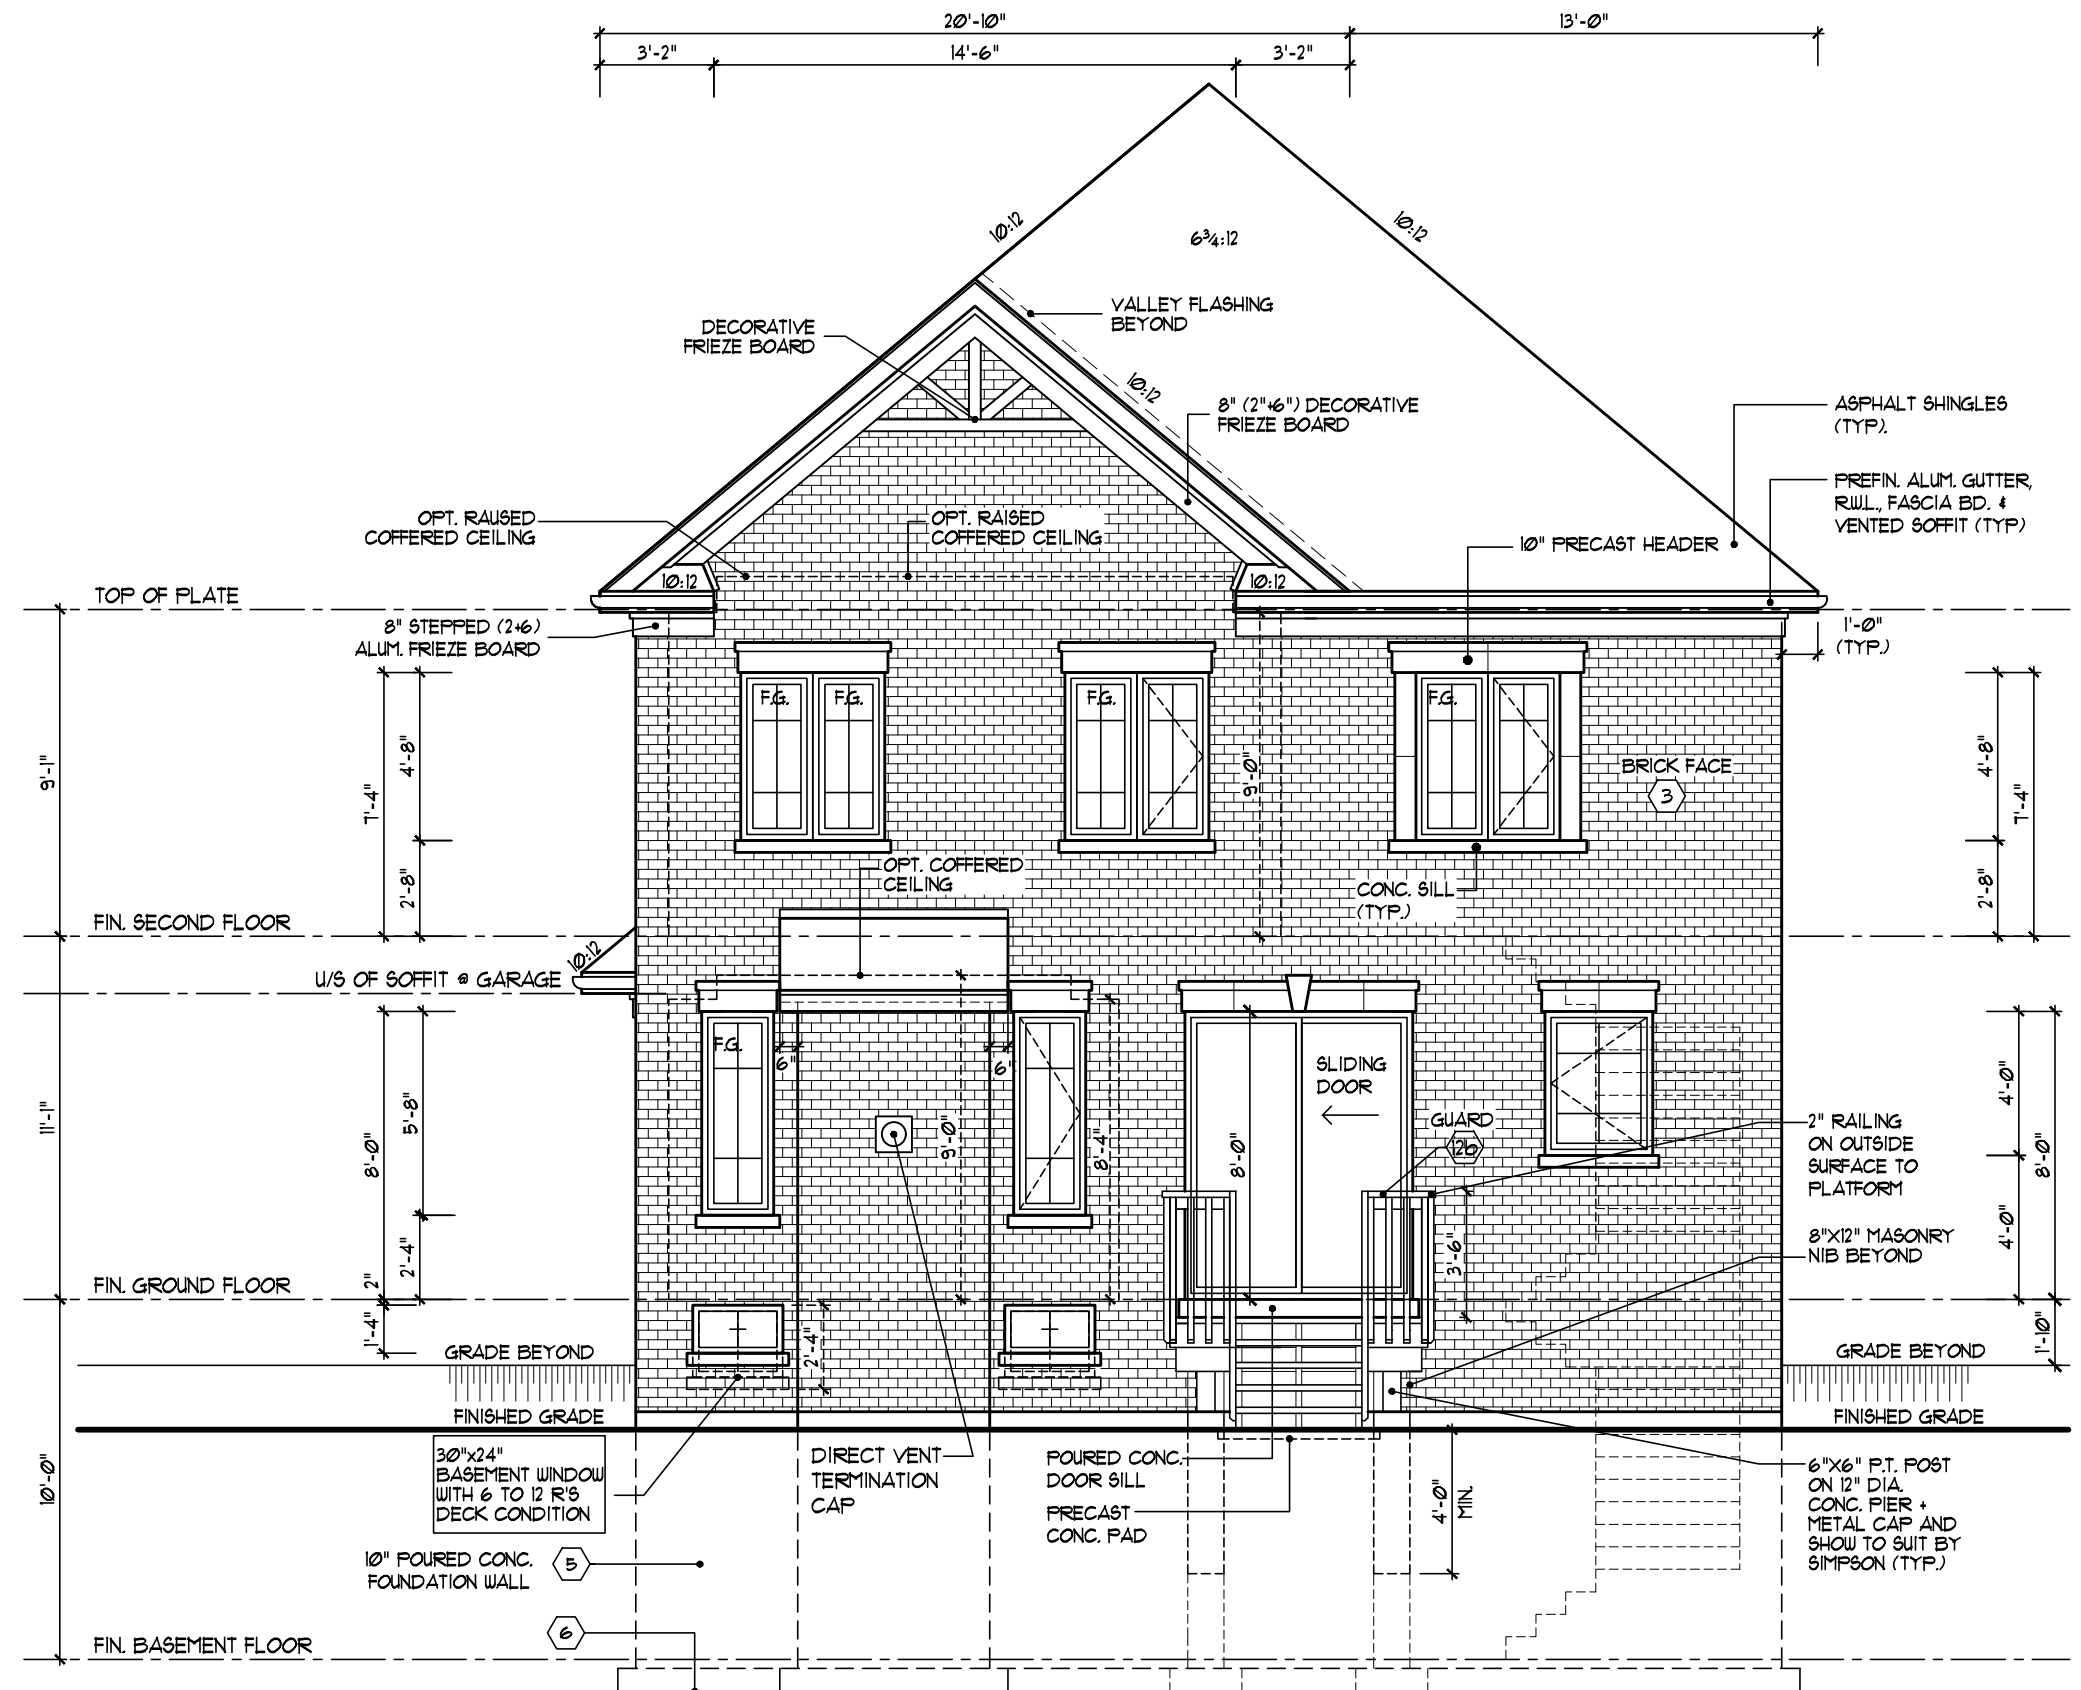 20'-10"
13'-0"
3'-2"
14'-6"
3'-2"
10:12
6¾:12
10:12
VALLEY FLASHING
BEYOND
DECORATIVE
FRIEZE BOARD
10:12
8" (2"+6") DECORATIVE
FRIEZE BOARD
ASPHALT SHINGLES
(TYP).
PREFIN. ALUM. GUTTER,
R.W.L., FASCIA BD. &
VENTED SOFFIT (TYP)
OPT. RAUSED
COFFERED CEILING
OPT. RAISED
COFFERED CEILING
10" PRECAST HEADER
10:12
10:12
TOP OF PLATE
8" STEPPED (2+6)
ALUM. FRIEZE BOARD
1'-0"
(TYP.)
F.G.
F.G.
F.G.
F.G.
9'-1"
7'-4"
4'-8"
2'-8"
9'-0"
BRICK FACE
3
4'-8"
7'-4"
2'-8"
OPT. COFFERED
CEILING
CONC. SILL
(TYP.)
FIN. SECOND FLOOR
10:12
U/S OF SOFFIT @ GARAGE
F.G.
6"
6"
SLIDING
DOOR
GUARD
12b
11'-1"
8'-0"
5'-8"
2'-4"
9'-0"
8'-4"
8'-0"
3'-6"
4'-0"
8'-0"
4'-0"
2" RAILING
ON OUTSIDE
SURFACE TO
PLATFORM
8"X12" MASONRY
NIB BEYOND
FIN. GROUND FLOOR
2"
1'-4"
2'-4"
1'-10"
GRADE BEYOND
GRADE BEYOND
FINISHED GRADE
FINISHED GRADE
10'-0"
30"x24"
BASEMENT WINDOW
WITH 6 TO 12 R'S
DECK CONDITION
DIRECT VENT
TERMINATION
CAP
POURED CONC.
DOOR SILL
PRECAST
CONC. PAD
4'-0"
MIN.
6"X6" P.T. POST
ON 12" DIA.
CONC. PIER +
METAL CAP AND
SHOW TO SUIT BY
SIMPSON (TYP.)
10" POURED CONC.
FOUNDATION WALL
5
6
FIN. BASEMENT FLOOR